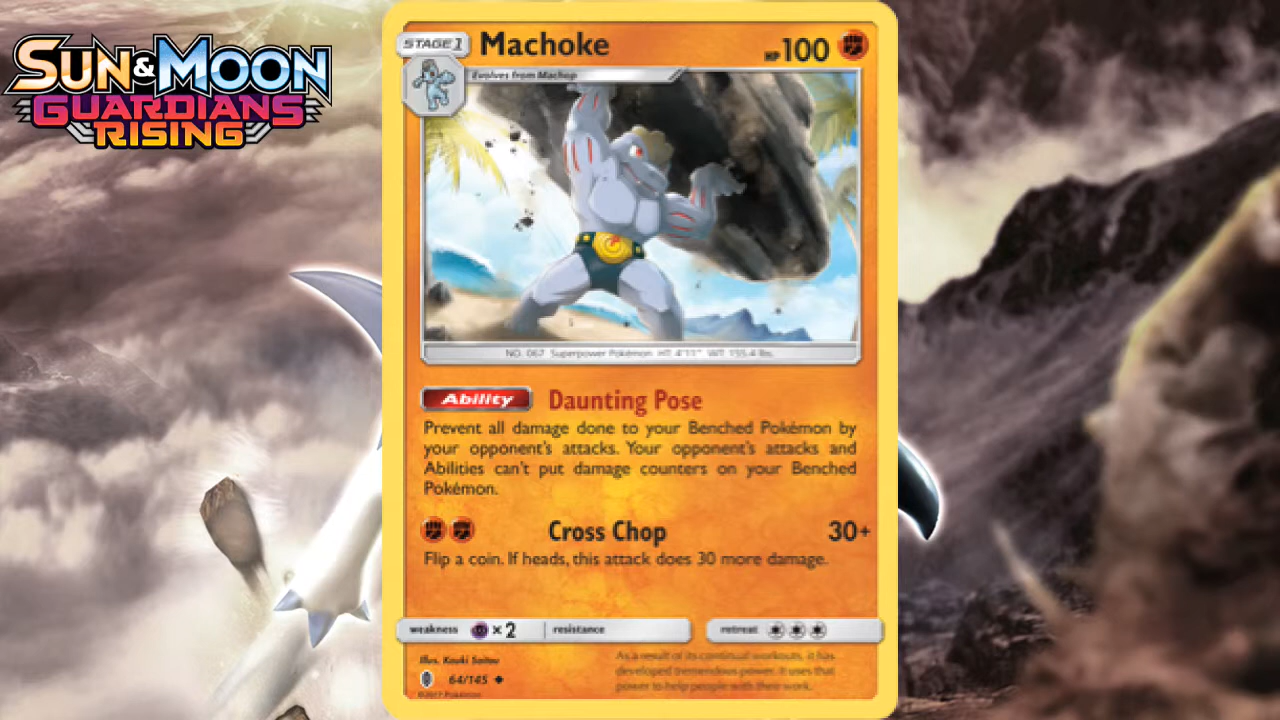 SUN & MOON
GUARDIANS
RISING
STAGE 1
Machoke
HP 100
Evolves from Machop
NO. 067 Superpower Pokémon HT: 4'11" WT: 155.4 lbs.
Ability Daunting Pose
Prevent all damage done to your Benched Pokémon by
your opponent's attacks. Your opponent's attacks and
Abilities can't put damage counters on your Benched
Pokémon.
Cross Chop 30+
Flip a coin. If heads, this attack does 30 more damage.
weakness ×2 resistance retreat
Illus. Kouki Saitou
64/145
©2017 Pokémon
As a result of its continual workouts, it has
developed tremendous power. It uses that
power to help people with their work.